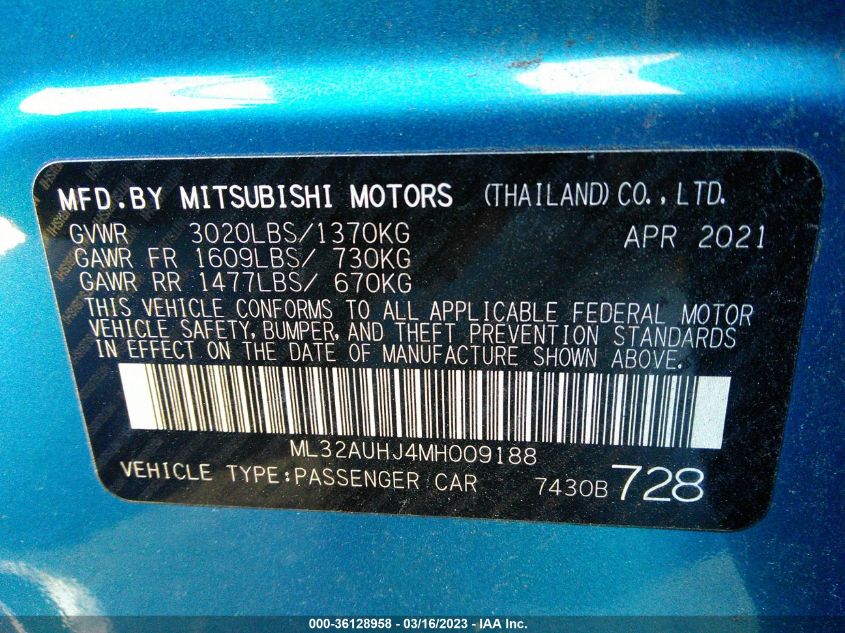 MFD.BY MITSUBISHI MOTORS (THAILAND) CO., LTD.
GVWR 3020LBS/1370KG APR 2021
GAWR FR 1609LBS/ 730KG
GAWR RR 1477LBS/ 670KG
THIS VEHICLE CONFORMS TO ALL APPLICABLE FEDERAL MOTOR
VEHICLE SAFETY, BUMPER, AND THEFT PREVENTION STANDARDS
IN EFFECT ON THE DATE OF MANUFACTURE SHOWN ABOVE.
ML32AUHJ4MH009188
VEHICLE TYPE:PASSENGER CAR 7430B 728
000-36128958 - 03/16/2023 - IAA Inc.